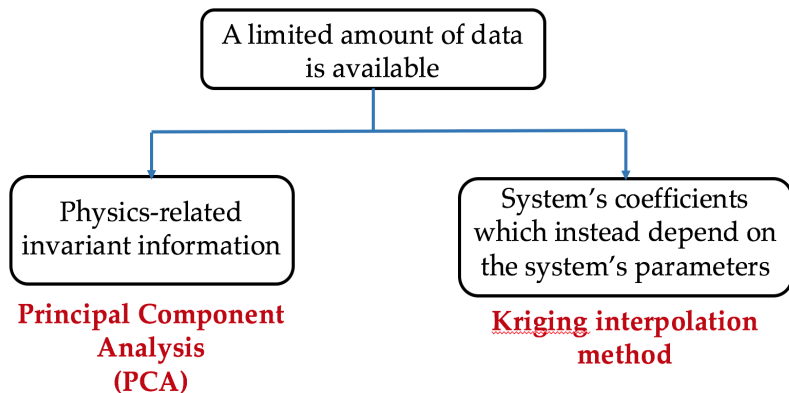 A limited amount of data
is available
Physics-related
invariant information
System's coefficients
which instead depend on
the system's parameters
Principal Component
Analysis
(PCA)
Kriging interpolation
method